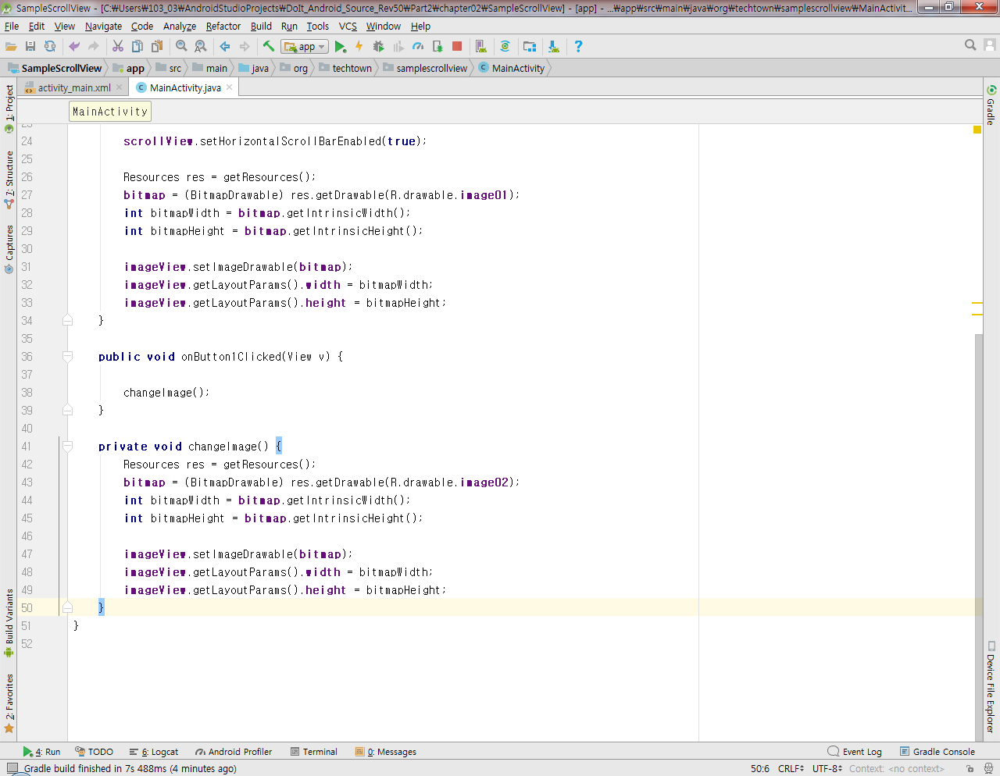 SampleScrollView - [C:₩Users₩103_03₩AndroidStudioProjects₩DoIt_Android_Source_Rev50₩Part2₩chapter02₩SampleScrollView] - [app] - ...₩app₩src₩main₩java₩org₩techtown₩samplescrollview₩MainActivit...
File Edit View Navigate Code Analyze Refactor Build Run Tools VCS Window Help
app
SampleScrollView app src main java org techtown samplescrollview MainActivity
activity_main.xml MainActivity.java
MainActivity
1: Project
7: Structure
Captures
Build Variants
2: Favorites
Gradle
Device File Explorer
23
24 scrollView.setHorizontalScrollBarEnabled(true);
25
26 Resources res = getResources();
27 bitmap = (BitmapDrawable) res.getDrawable(R.drawable.image01);
28 int bitmapWidth = bitmap.getIntrinsicWidth();
29 int bitmapHeight = bitmap.getIntrinsicHeight();
30
31 imageView.setImageDrawable(bitmap);
32 imageView.getLayoutParams().width = bitmapWidth;
33 imageView.getLayoutParams().height = bitmapHeight;
34 }
35
36 public void onButton1Clicked(View v) {
37
38 changeImage();
39 }
40
41 private void changeImage() {
42 Resources res = getResources();
43 bitmap = (BitmapDrawable) res.getDrawable(R.drawable.image02);
44 int bitmapWidth = bitmap.getIntrinsicWidth();
45 int bitmapHeight = bitmap.getIntrinsicHeight();
46
47 imageView.setImageDrawable(bitmap);
48 imageView.getLayoutParams().width = bitmapWidth;
49 imageView.getLayoutParams().height = bitmapHeight;
50 }
51 }
52
4: Run TODO 6: Logcat Android Profiler Terminal 0: Messages Event Log Gradle Console
Gradle build finished in 7s 488ms (4 minutes ago) 50:6 CRLF UTF-8 Context: <no context>